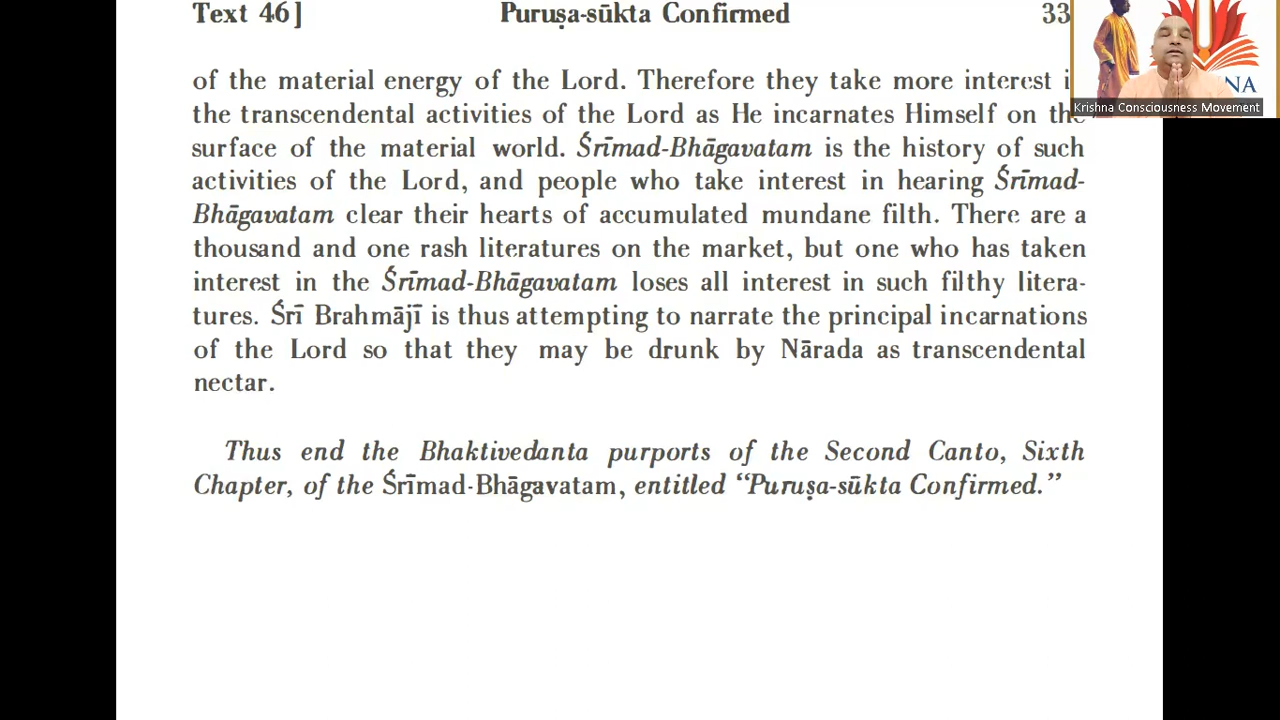 Text 46]
Puruṣa-sūkta Confirmed
33
of the material energy of the Lord. Therefore they take more interest
the transcendental activities of the Lord as He incarnates Himself on the
surface of the material world. Śrīmad-Bhāgavatam is the history of such
activities of the Lord, and people who take interest in hearing Śrīmad-
Bhāgavatam clear their hearts of accumulated mundane filth. There are a
thousand and one rash literatures on the market, but one who has taken
interest in the Śrīmad-Bhāgavatam loses all interest in such filthy litera-
tures. Śrī Brahmājī is thus attempting to narrate the principal incarnations
of the Lord so that they may be drunk by Nārada as transcendental
nectar.
Thus end the Bhaktivedanta purports of the Second Canto, Sixth
Chapter, of the Śrīmad-Bhāgavatam, entitled “Puruṣa-sūkta Confirmed.”
NA
Krishna Consciousness Movement